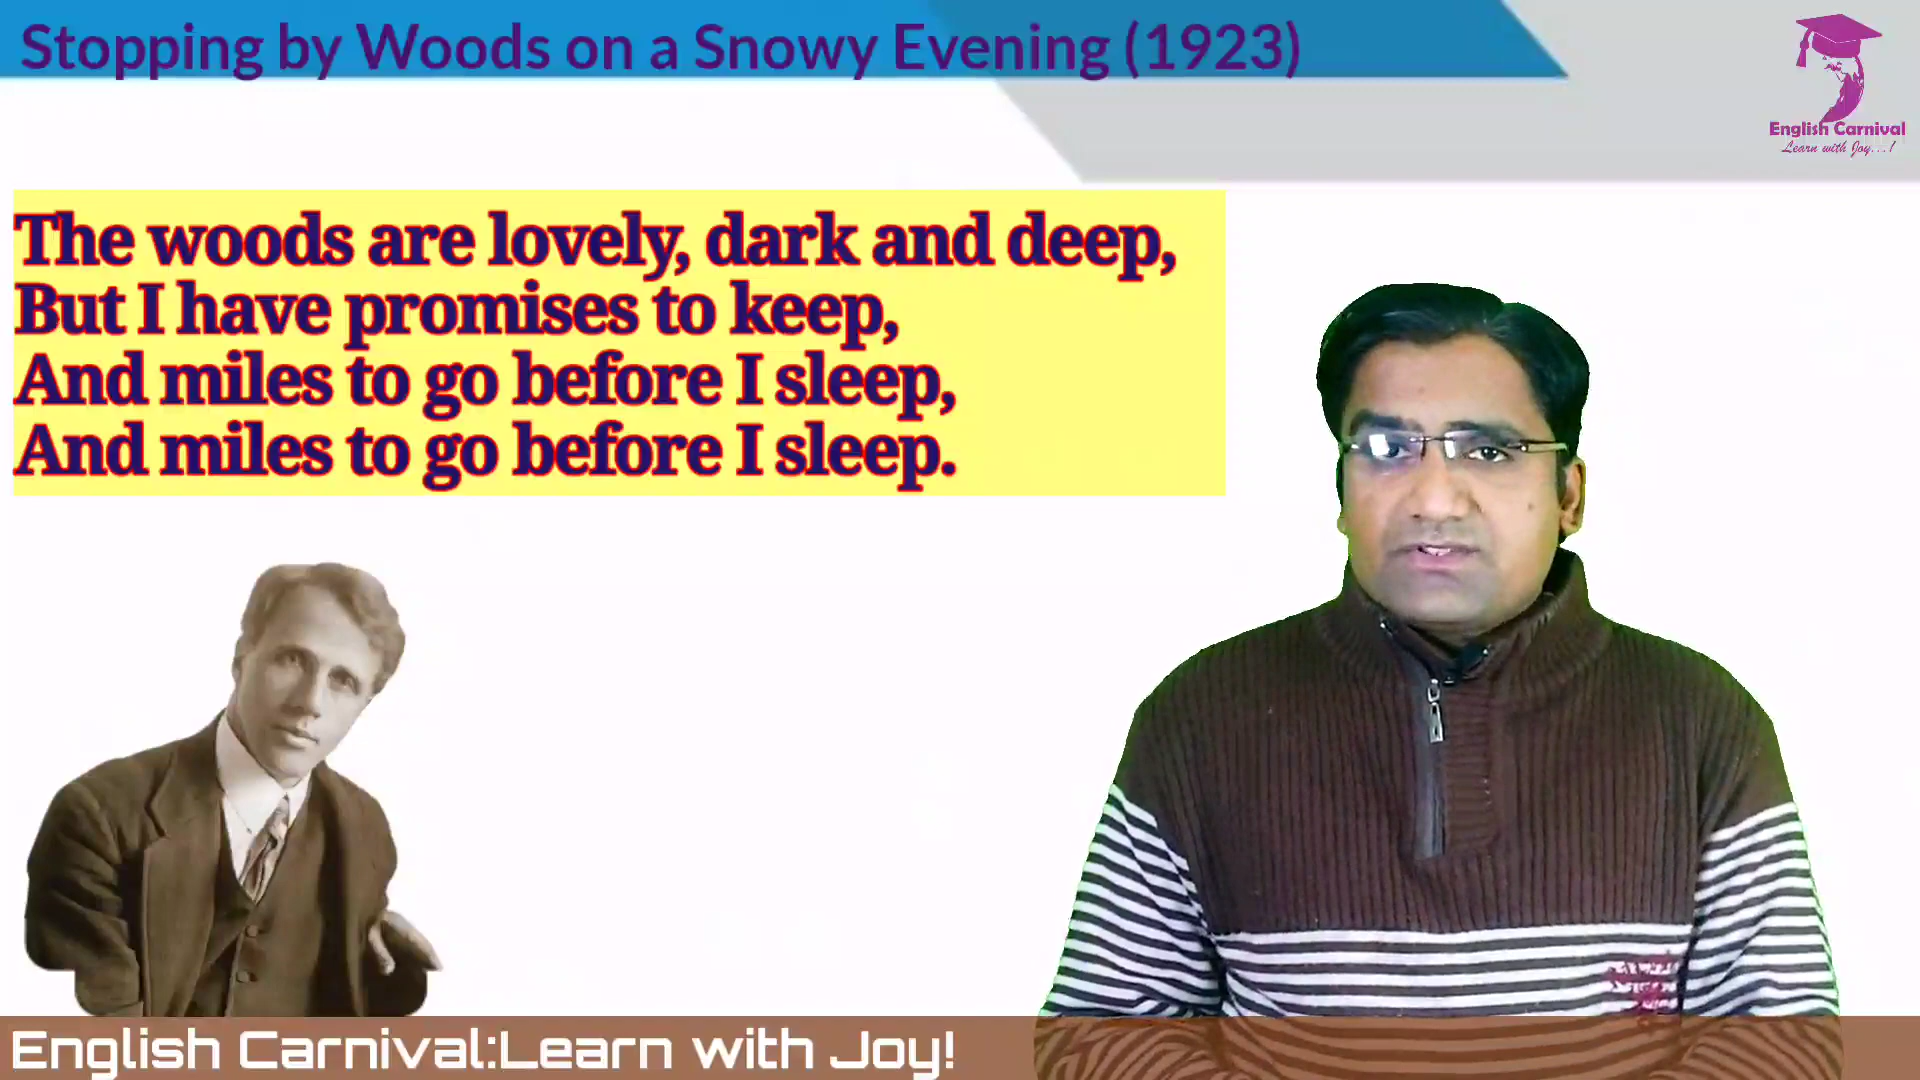 Stopping by Woods on a Snowy Evening (1923)
English Carnival
Learn with Joy...!
The woods are lovely, dark and deep,
But I have promises to keep,
And miles to go before I sleep,
And miles to go before I sleep.
English Carnival:Learn with Joy!